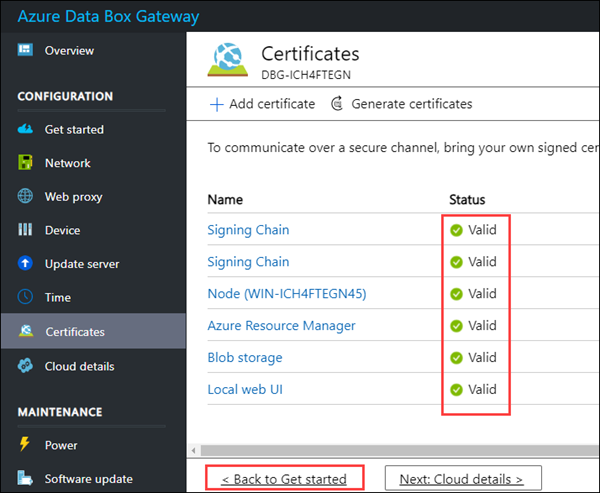 Azure Data Box Gateway
Overview
CONFIGURATION
Get started
Network
Web proxy
Device
Update server
Time
Certificates
Cloud details
MAINTENANCE
Power
Software update
Certificates
DBG-ICH4FTEGN
+ Add certificate Generate certificates
To communicate over a secure channel, bring your own signed cer
Name Status
Signing Chain Valid
Signing Chain Valid
Node (WIN-ICH4FTEGN45) Valid
Azure Resource Manager Valid
Blob storage Valid
Local web UI Valid
< Back to Get started Next: Cloud details >